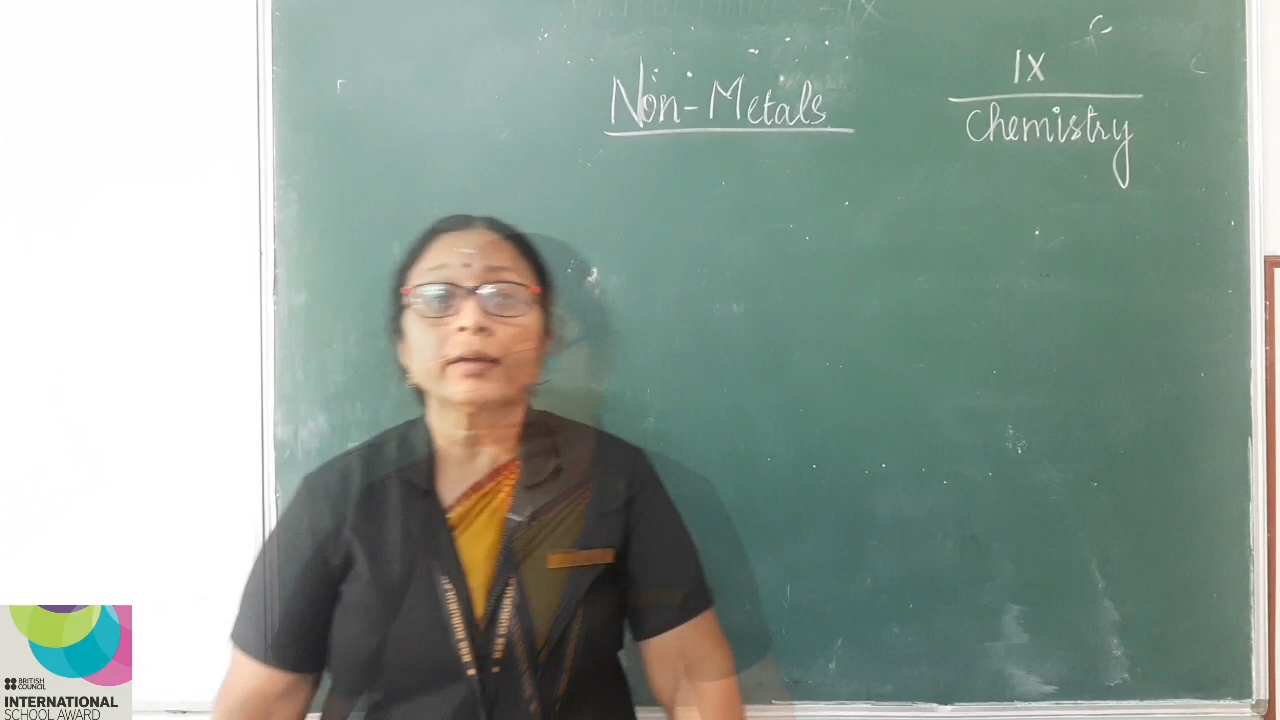 Non-Metals
IX
Chemistry
BRITISH
COUNCIL
INTERNATIONAL
SCHOOL AWARD